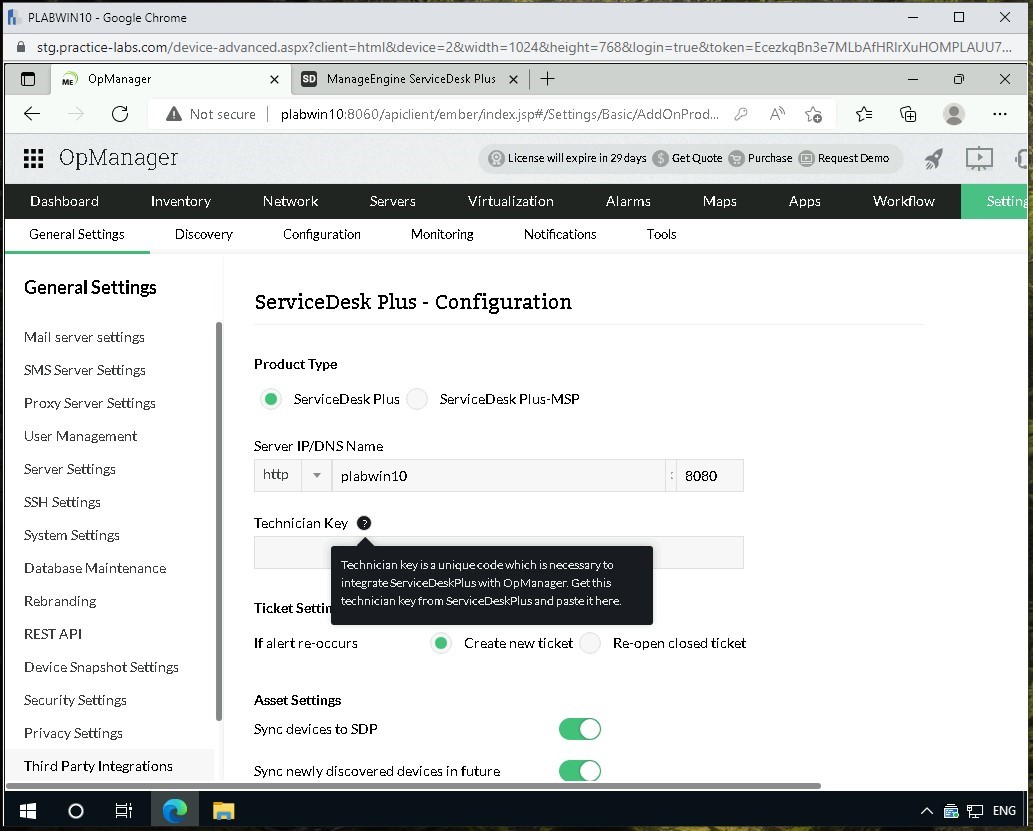 PLABWIN10 - Google Chrome
stg.practice-labs.com/device-advanced.aspx?client=html&device=2&width=1024&height=768&login=true&token=EcezkqBn3e7MLbAfHRlrXuHOMPLAUU7...
ME OpManager
SD ManageEngine ServiceDesk Plus
Not secure
plabwin10:8060/apiclient/ember/index.jsp#/Settings/Basic/AddOnProd...
OpManager
License will expire in 29 days $ Get Quote Purchase Request Demo
Dashboard Inventory Network Servers Virtualization Alarms Maps Apps Workflow Setting
General Settings Discovery Configuration Monitoring Notifications Tools
General Settings
Mail server settings
SMS Server Settings
Proxy Server Settings
User Management
Server Settings
SSH Settings
System Settings
Database Maintenance
Rebranding
REST API
Device Snapshot Settings
Security Settings
Privacy Settings
Third Party Integrations
ServiceDesk Plus - Configuration
Product Type
ServiceDesk Plus ServiceDesk Plus-MSP
Server IP/DNS Name
http plabwin10 : 8080
Technician Key ?
Technician key is a unique code which is necessary to
integrate ServiceDeskPlus with OpManager. Get this
technician key from ServiceDeskPlus and paste it here.
Ticket Settin
If alert re-occurs Create new ticket Re-open closed ticket
Asset Settings
Sync devices to SDP
Sync newly discovered devices in future
ENG